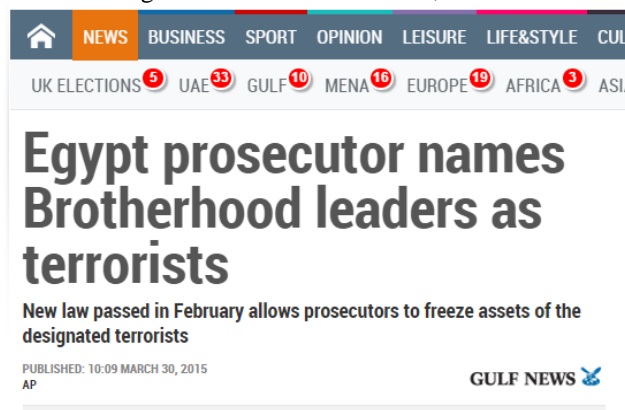 NEWS BUSINESS SPORT OPINION LEISURE LIFE&STYLE
UK ELECTIONS 5 UAE 33 GULF 10 MENA 16 EUROPE 19 AFRICA 3
Egypt prosecutor names
Brotherhood leaders as
terrorists
New law passed in February allows prosecutors to freeze assets of the
designated terrorists
PUBLISHED: 10:09 MARCH 30, 2015
AP
GULF NEWS